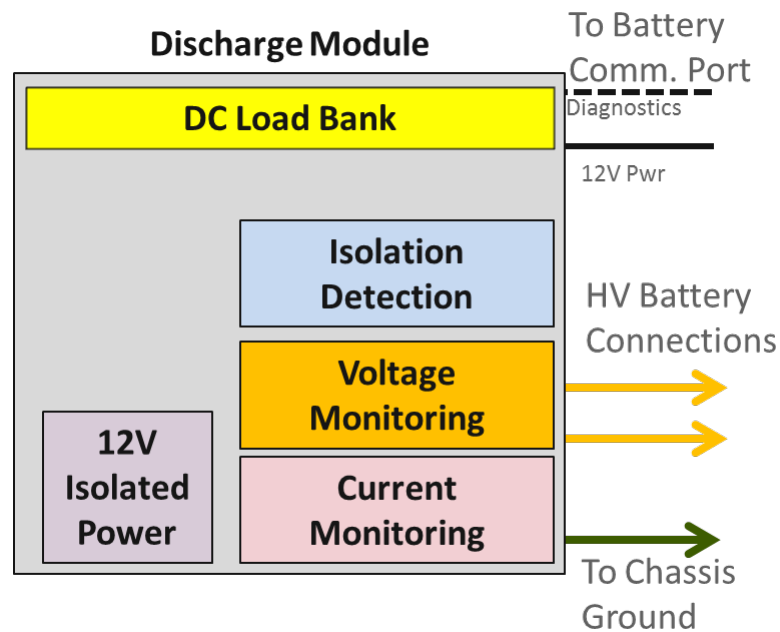 Discharge Module
To Battery
Comm. Port
DC Load Bank
Diagnostics
12V Pwr
Isolation
Detection
HV Battery
Connections
Voltage
Monitoring
12V
Isolated
Power
Current
Monitoring
To Chassis
Ground